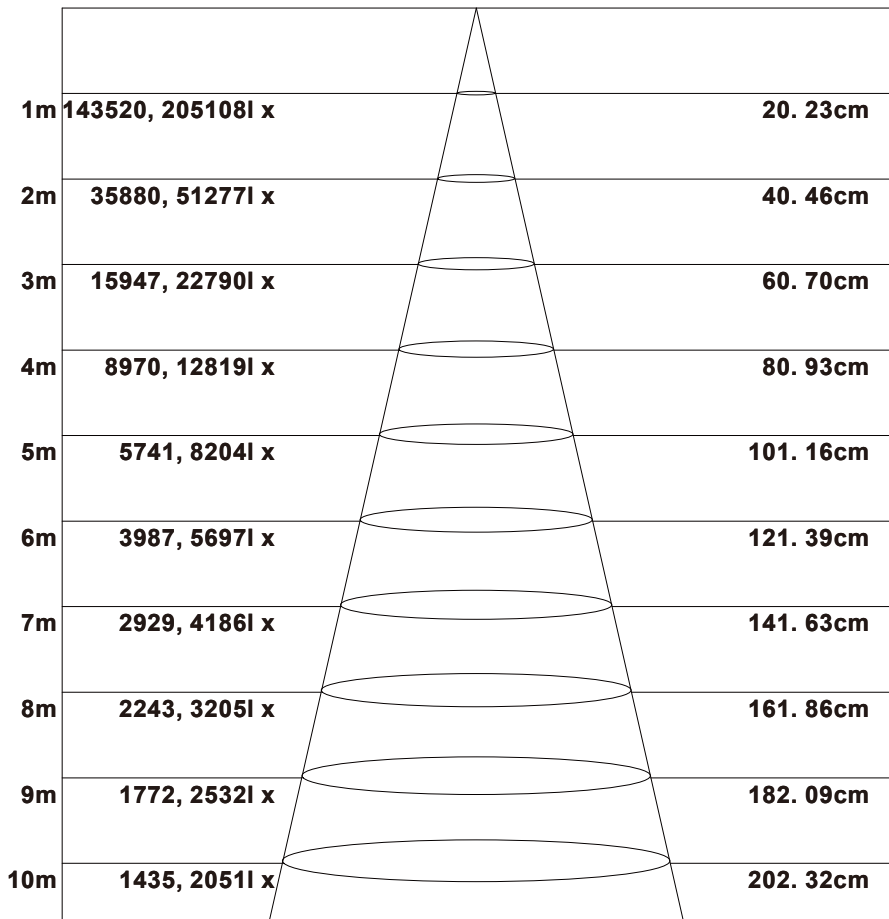 1m 143520, 205108l x 20. 23cm
2m 35880, 51277l x 40. 46cm
3m 15947, 22790l x 60. 70cm
4m 8970, 12819l x 80. 93cm
5m 5741, 8204l x 101. 16cm
6m 3987, 5697l x 121. 39cm
7m 2929, 4186l x 141. 63cm
8m 2243, 3205l x 161. 86cm
9m 1772, 2532l x 182. 09cm
10m 1435, 2051l x 202. 32cm